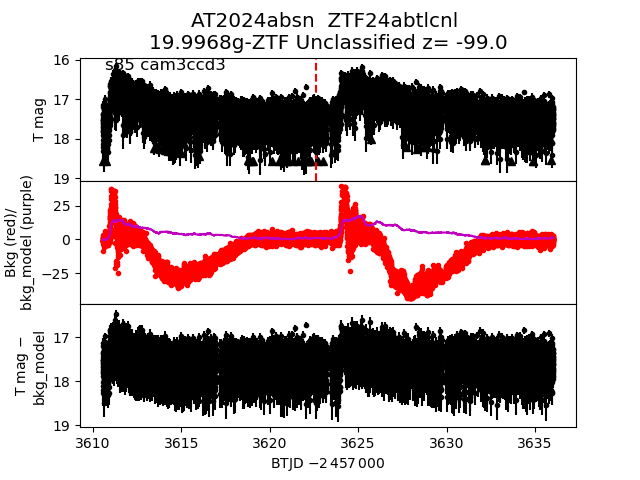 AT2024absn  ZTF24abtlcnl
19.9968g-ZTF Unclassified z= -99.0
s85 cam3ccd3
16
17
18
19
T mag
25
0
−25
Bkg (red)/
bkg_model (purple)
17
18
19
T mag −
bkg_model
3610
3615
3620
3625
3630
3635
BTJD −2 457 000